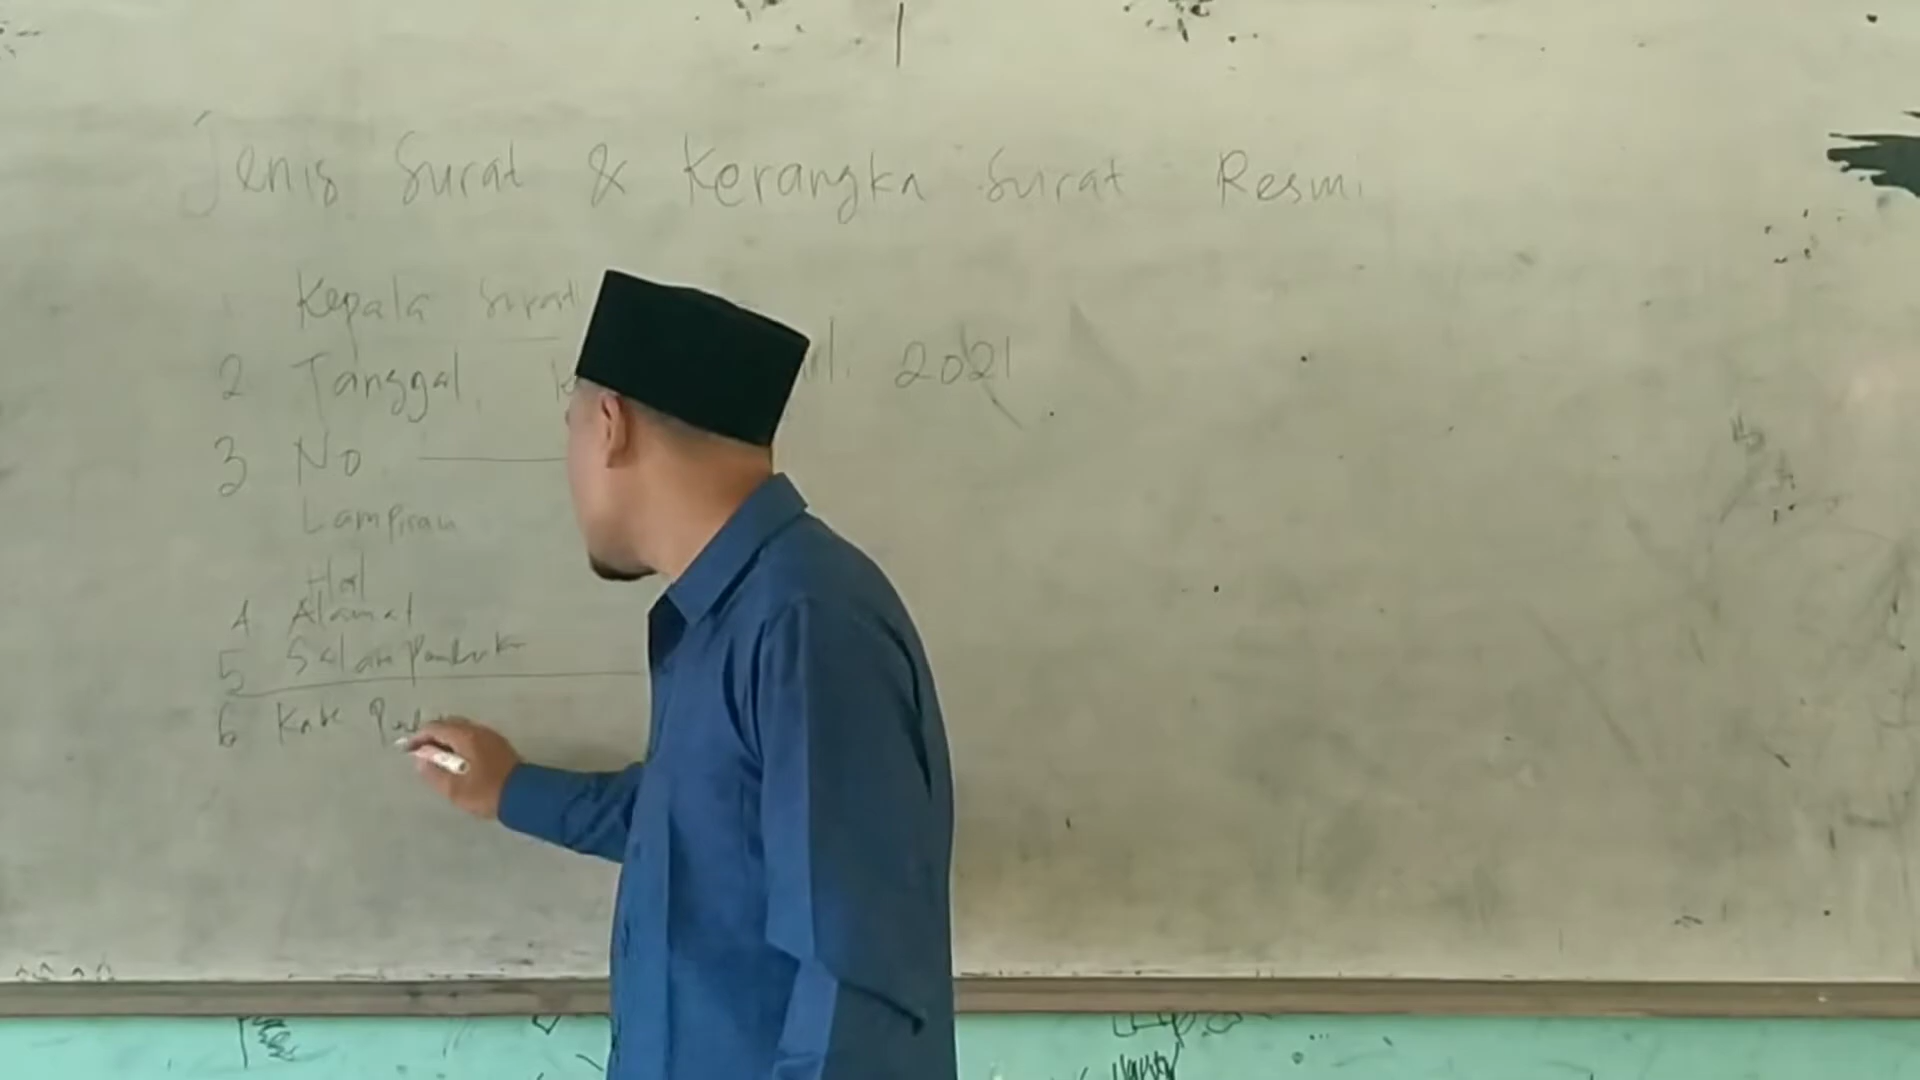 Jenis Surat & Kerangka Surat Resmi
Kepala Surat
2 Tanggal, 2021
3 No
Lampiran
Hal
4 Alamat
5 Salam Pembuka
6